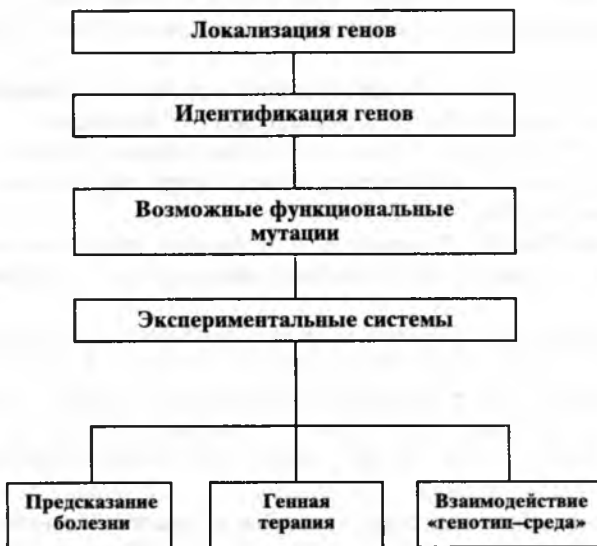 Локализация генов
Идентификация генов
Возможные функциональные
мутации
Экспериментальные системы
Предсказание
болезни
Генная
терапия
Взаимодействие
«генотип–среда»